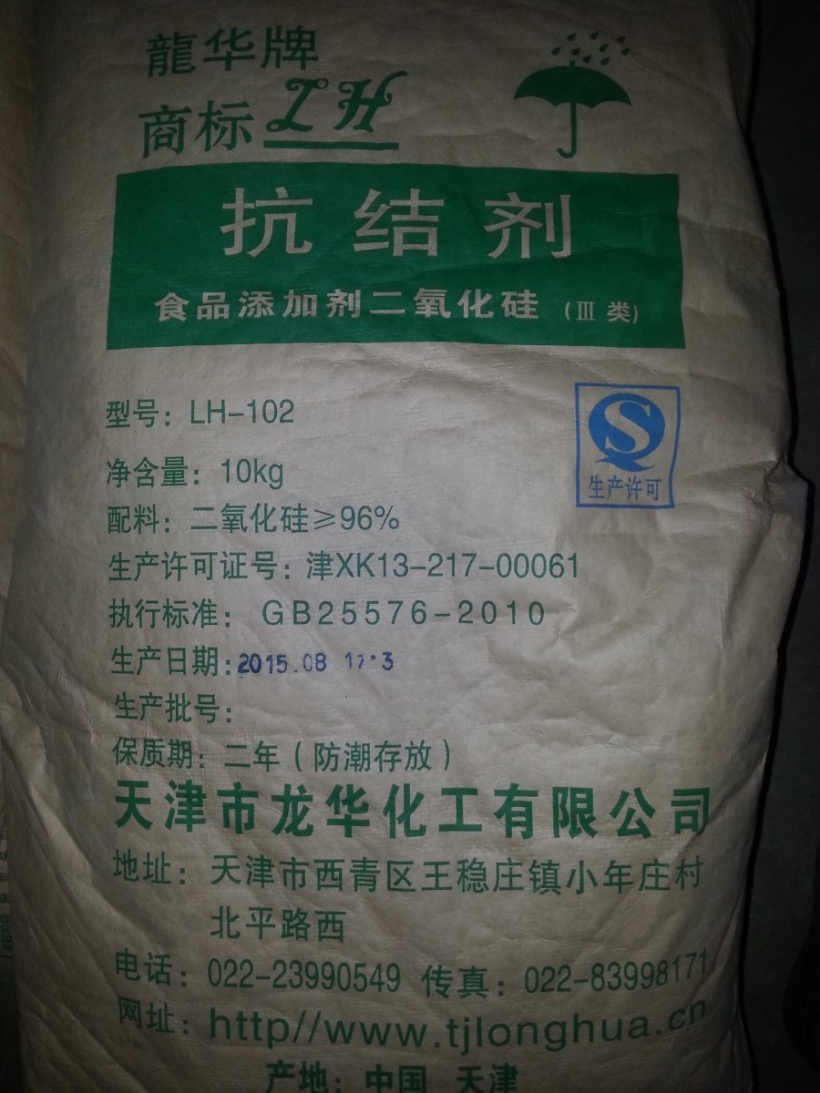 龍华牌
商标 LH
抗结剂
食品添加剂二氧化硅（III 类）
型号：LH-102
净含量：10kg
生产许可
配料：二氧化硅≥96%
生产许可证号：津XK13-217-00061
执行标准：GB25576-2010
生产日期：2015.08 17·3
生产批号：
保质期：二年（防潮存放）
天津市龙华化工有限公司
地址：天津市西青区王稳庄镇小年庄村
北平路西
电话：022-23990549 传真：022-83998171
网址：http//www.tjlonghua.cn
产地：中国 天津